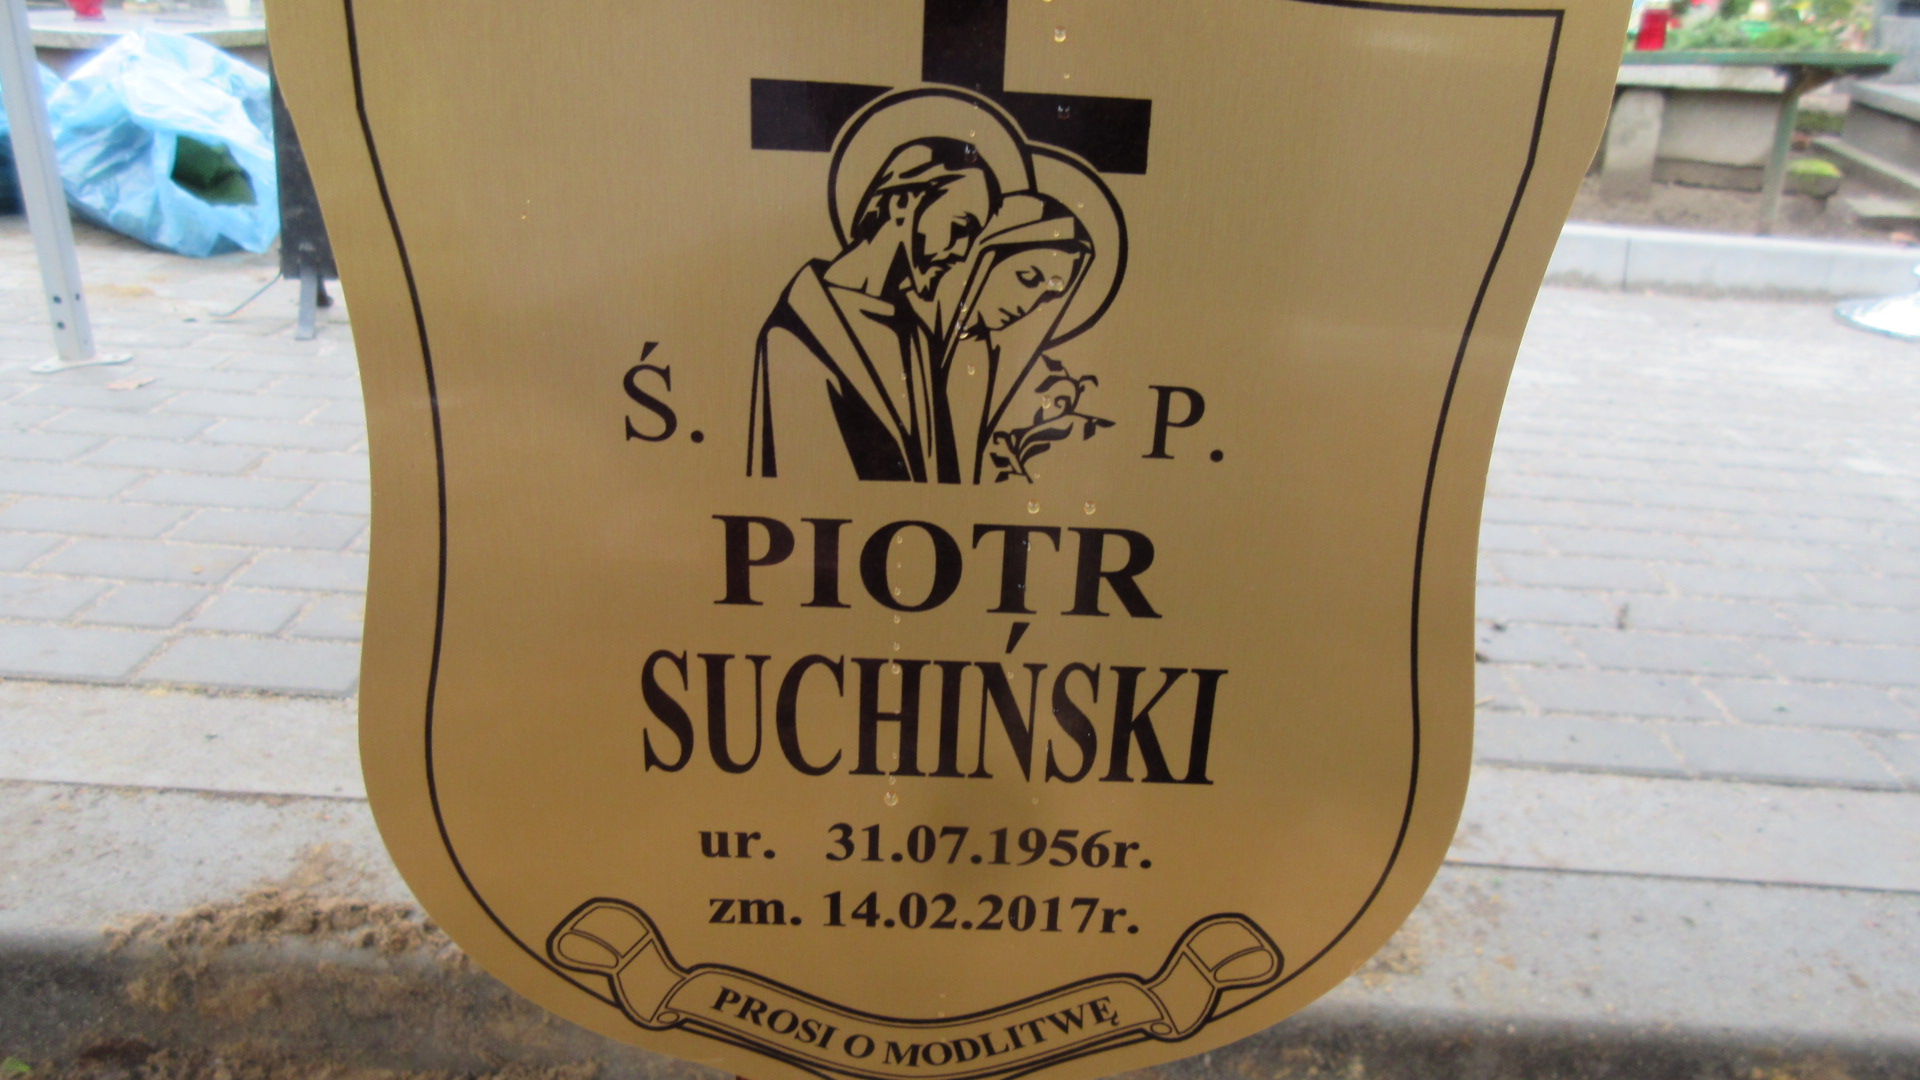 Ś. P.
PIOTR
SUCHIŃSKI
ur. 31.07.1956r.
zm. 14.02.2017r.
PROSI O MODLITWĘ